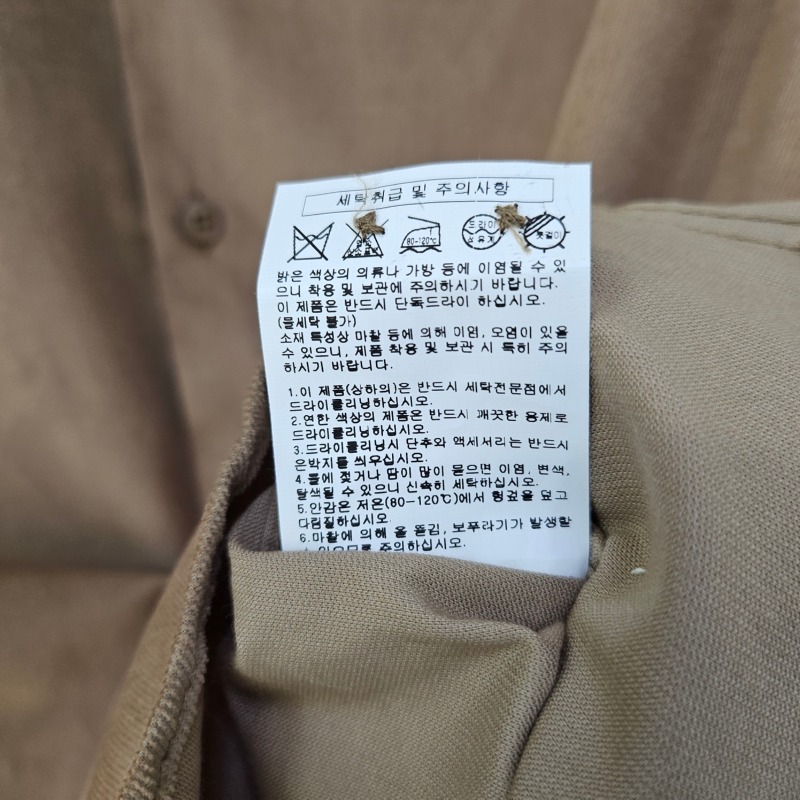 세탁취급 및 주의사항
80-120℃
드라이
석유계
옷걸이
밝은 색상의 의류나 가방 등에 이염될 수 있
으니 착용 및 보관에 주의하시기 바랍니다.
이 제품은 반드시 단독드라이 하십시오.
(물세탁 불가)
소재 특성상 마찰 등에 의해 이염, 오염이 있을
수 있으니, 제품 착용 및 보관 시 특히 주의
하시기 바랍니다.
1.이 제품(상하의)은 반드시 세탁전문점에서
드라이클리닝하십시오.
2.연한 색상의 제품은 반드시 깨끗한 용제로
드라이클리닝하십시오.
3.드라이클리닝시 단추와 액세서리는 반드시
은박지를 씌우십시오.
4.물에 젖거나 땀이 많이 묻으면 이염, 변색,
탈색될 수 있으니 신속히 세탁하십시오.
5.안감은 저온(80-120℃)에서 헝겊을 덮고
다림질하십시오.
6.마찰에 의해 올 뜯김, 보푸라기가 발생할
수 있으므로 주의하십시오.